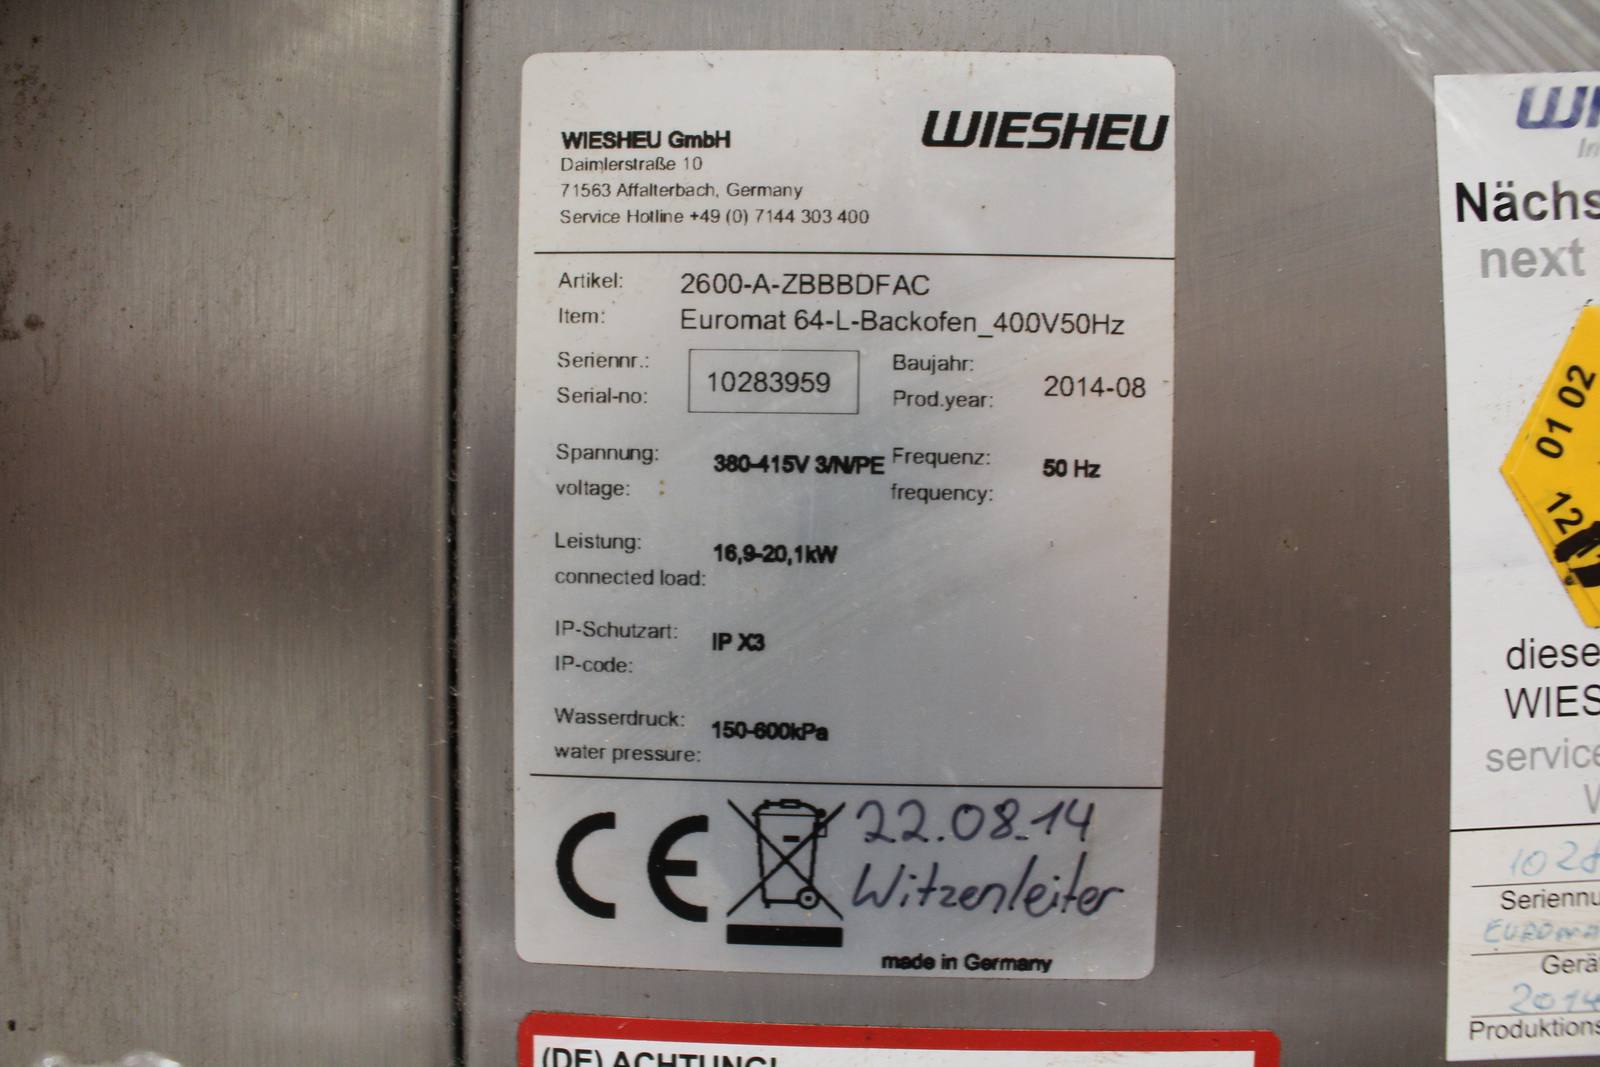 WIESHEU GmbH
Daimlerstraße 10
71563 Affalterbach, Germany
Service Hotline +49 (0) 7144 303 400
WIESHEU
Artikel: 2600-A-ZBBBDFAC
Item: Euromat 64-L-Backofen_400V50Hz
Seriennr.:
Serial-no:
10283959
Baujahr:
Prod.year:
2014-08
Spannung:
voltage:
380-415V 3/N/PE
Frequenz:
frequency:
50 Hz
Leistung:
connected load:
16,9-20,1kW
IP-Schutzart:
IP-code:
IP X3
Wasserdruck:
water pressure:
150-600kPa
CE
22.08.14
Witzenleiter
made in Germany
(DE) ACHTUNG!
next
01 02
12
diese
WIES
service
2014